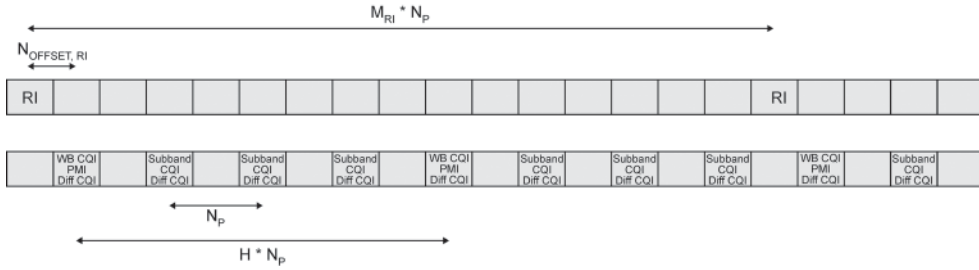 M_RI * N_P
N_OFFSET, RI
RI RI
WB CQI Subband Subband Subband WB CQI Subband Subband Subband WB CQI Subband
PMI CQI CQI CQI PMI CQI CQI CQI PMI CQI
Diff CQI Diff CQI Diff CQI Diff CQI Diff CQI Diff CQI Diff CQI Diff CQI Diff CQI Diff CQI
N_P
H * N_P